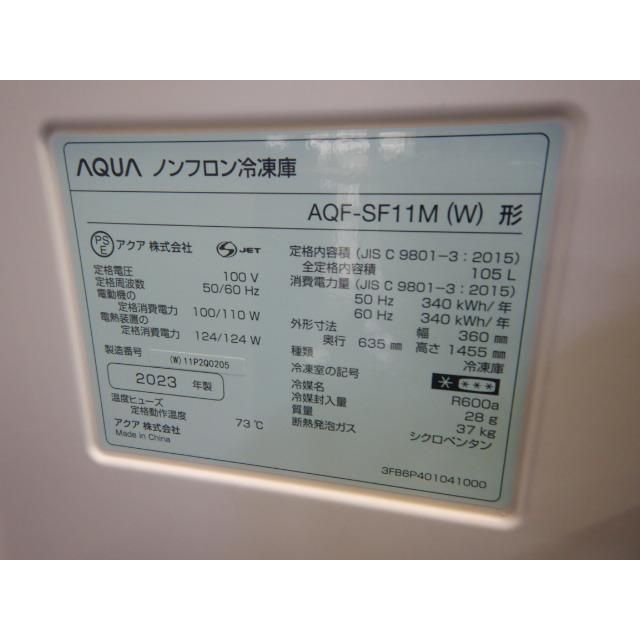 AQUA ノンフロン冷凍庫
AQF-SF11M (W) 形
PSE アクア 株式会社 S JET
定格電圧 100 V
定格周波数 50/60 Hz
電動機の
定格消費電力 100/110 W
電熱装置の
定格消費電力 124/124 W
製造番号 (W)11P2Q0205
2023 年製
温度ヒューズ
定格動作温度 73℃
アクア 株式会社
Made in China
定格内容積 (JIS C 9801-3 : 2015)
全定格内容積 105 L
消費電力量 (JIS C 9801-3 : 2015)
50 Hz 340 kWh/年
60 Hz 340 kWh/年
外形寸法 幅 360 mm
奥行 635 mm 高さ 1455 mm
種類 冷凍庫
冷凍室の記号 * ***
冷媒名 R600a
冷媒封入量 28 g
質量 37 kg
断熱発泡ガス シクロペンタン
3FB6P401041000